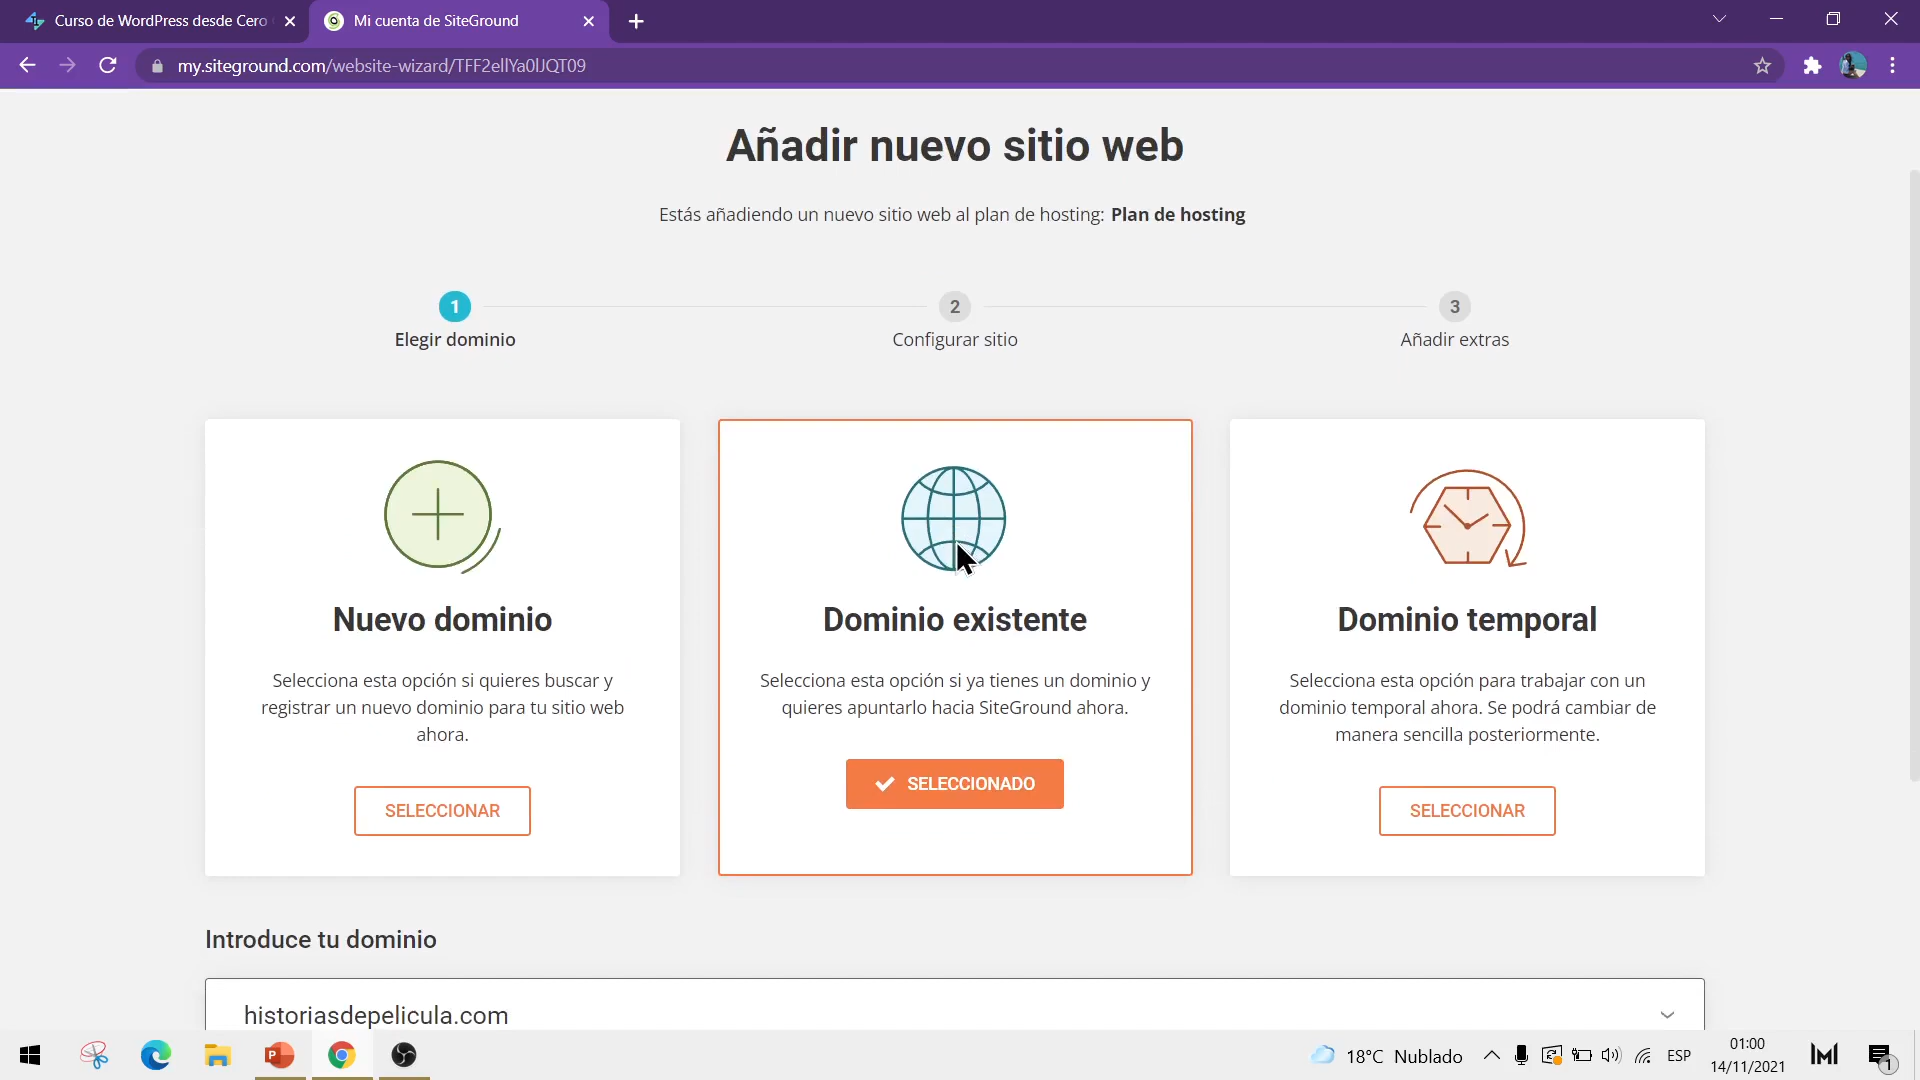 Curso de WordPress desde Cero
Mi cuenta de SiteGround
my.siteground.com/website-wizard/TFF2ellYa0lJQT09
Añadir nuevo sitio web
Estás añadiendo un nuevo sitio web al plan de hosting: Plan de hosting
1
2
3
Elegir dominio
Configurar sitio
Añadir extras
Nuevo dominio
Selecciona esta opción si quieres buscar y
registrar un nuevo dominio para tu sitio web
ahora.
SELECCIONAR
Dominio existente
Selecciona esta opción si ya tienes un dominio y
quieres apuntarlo hacia SiteGround ahora.
SELECCIONADO
Dominio temporal
Selecciona esta opción para trabajar con un
dominio temporal ahora. Se podrá cambiar de
manera sencilla posteriormente.
SELECCIONAR
Introduce tu dominio
historiasdepelicula.com
18°C Nublado
ESP
01:00
14/11/2021
1